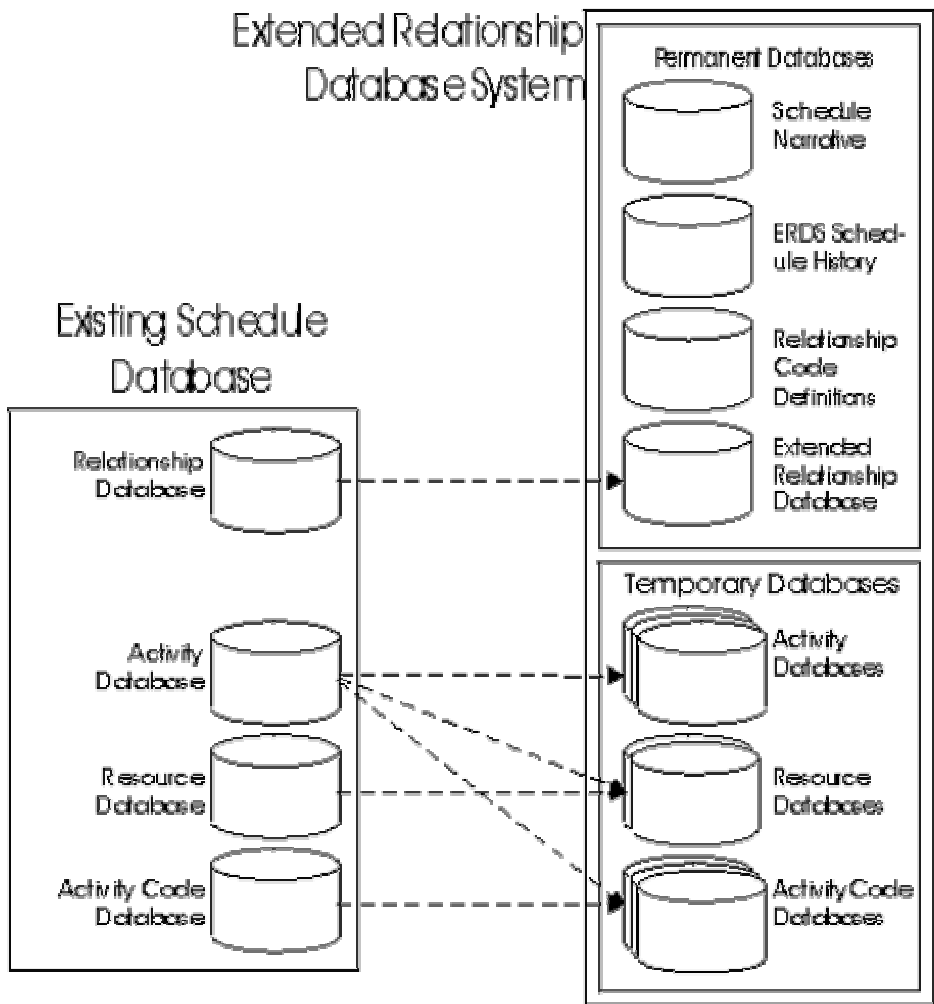 Extended Relationship
Database System
Permanent Databases
Schedule
Narrative
ERDS Sched-
ule History
Relationship
Code
Definitions
Extended
Relationship
Database
Existing Schedule
Database
Relationship
Database
Activity
Database
Resource
Database
Activity Code
Database
Temporary Databases
Activity
Databases
Resource
Databases
Activity Code
Databases